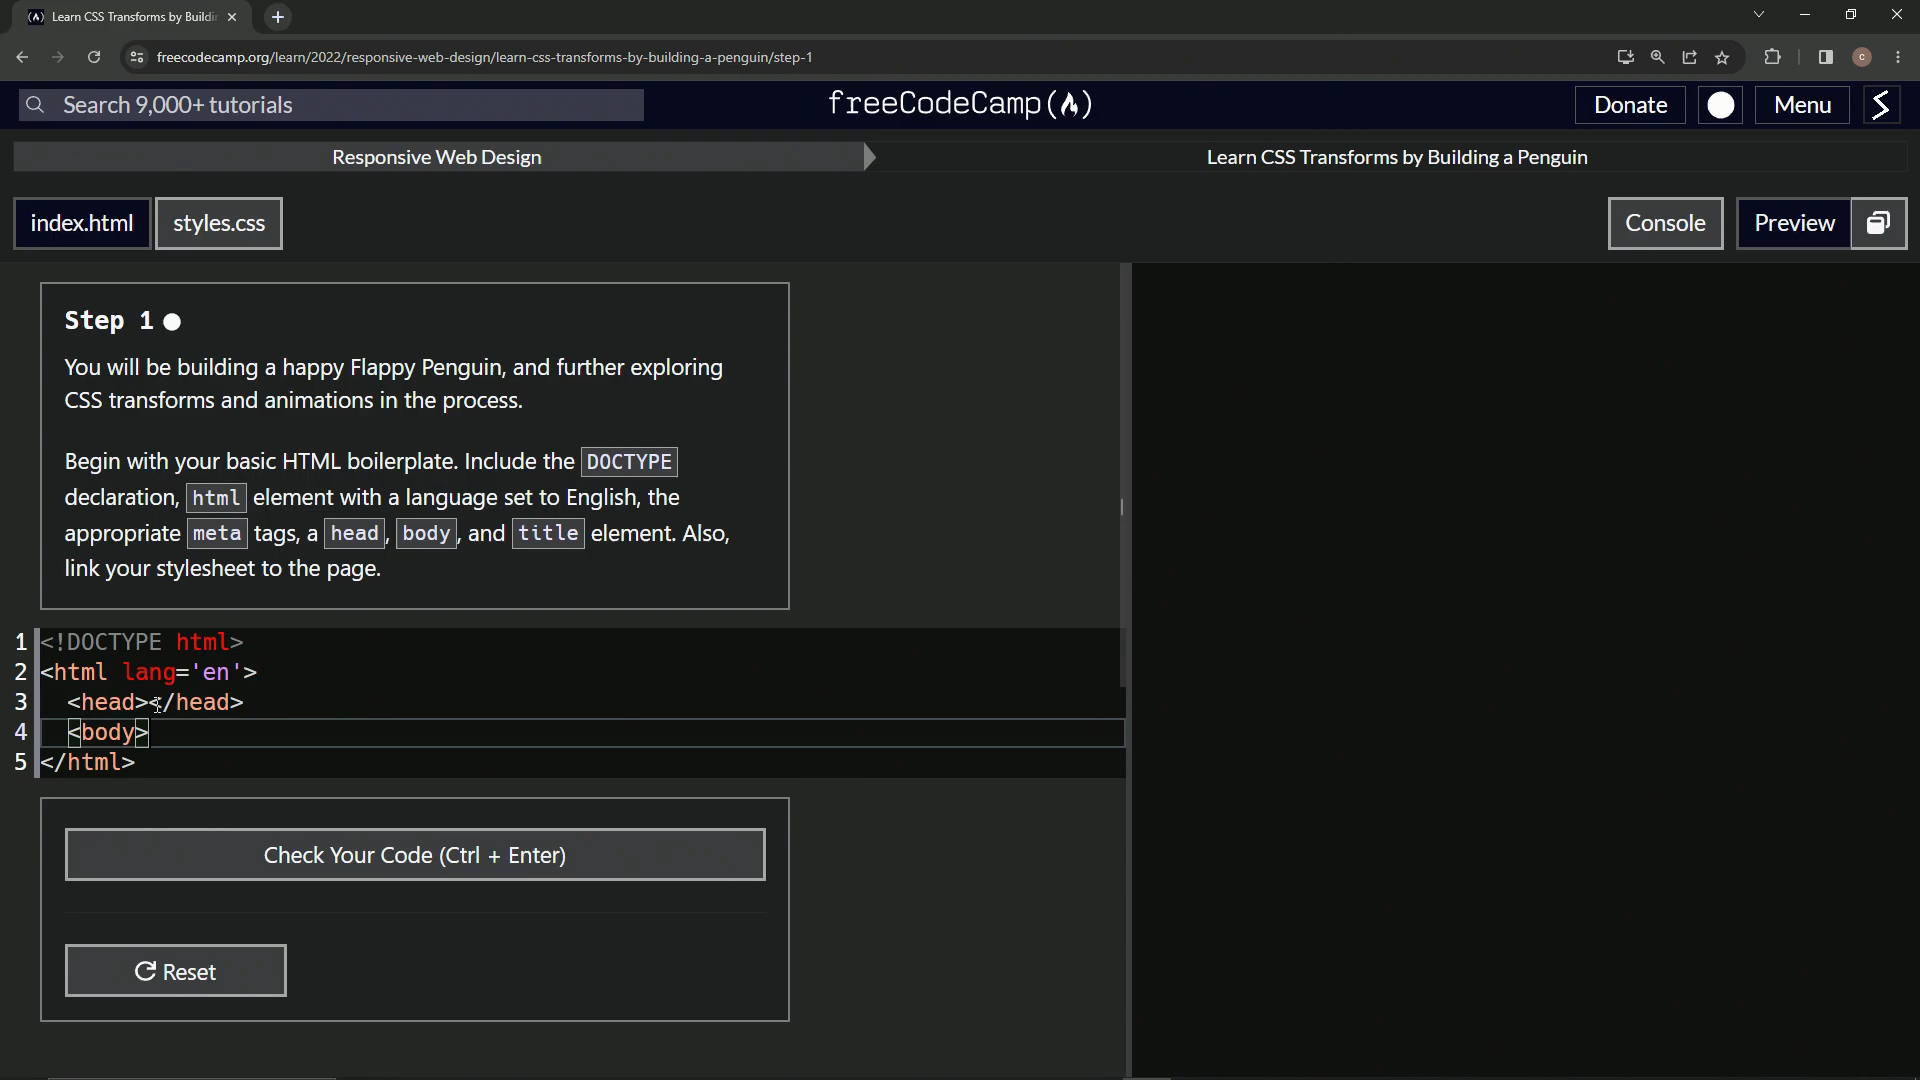 Learn CSS Transforms by Buildi
freecodecamp.org/learn/2022/responsive-web-design/learn-css-transforms-by-building-a-penguin/step-1
C
Search 9,000+ tutorials
freeCodeCamp(🔥)
Donate
Menu
Responsive Web Design
Learn CSS Transforms by Building a Penguin
index.html
styles.css
Console
Preview
Step 1
You will be building a happy Flappy Penguin, and further exploring
CSS transforms and animations in the process.
Begin with your basic HTML boilerplate. Include the DOCTYPE
declaration, html element with a language set to English, the
appropriate meta tags, a head, body, and title element. Also,
link your stylesheet to the page.
1 <!DOCTYPE html>
2 <html lang='en'>
3 <head></head>
4 <body>
5 </html>
Check Your Code (Ctrl + Enter)
Reset